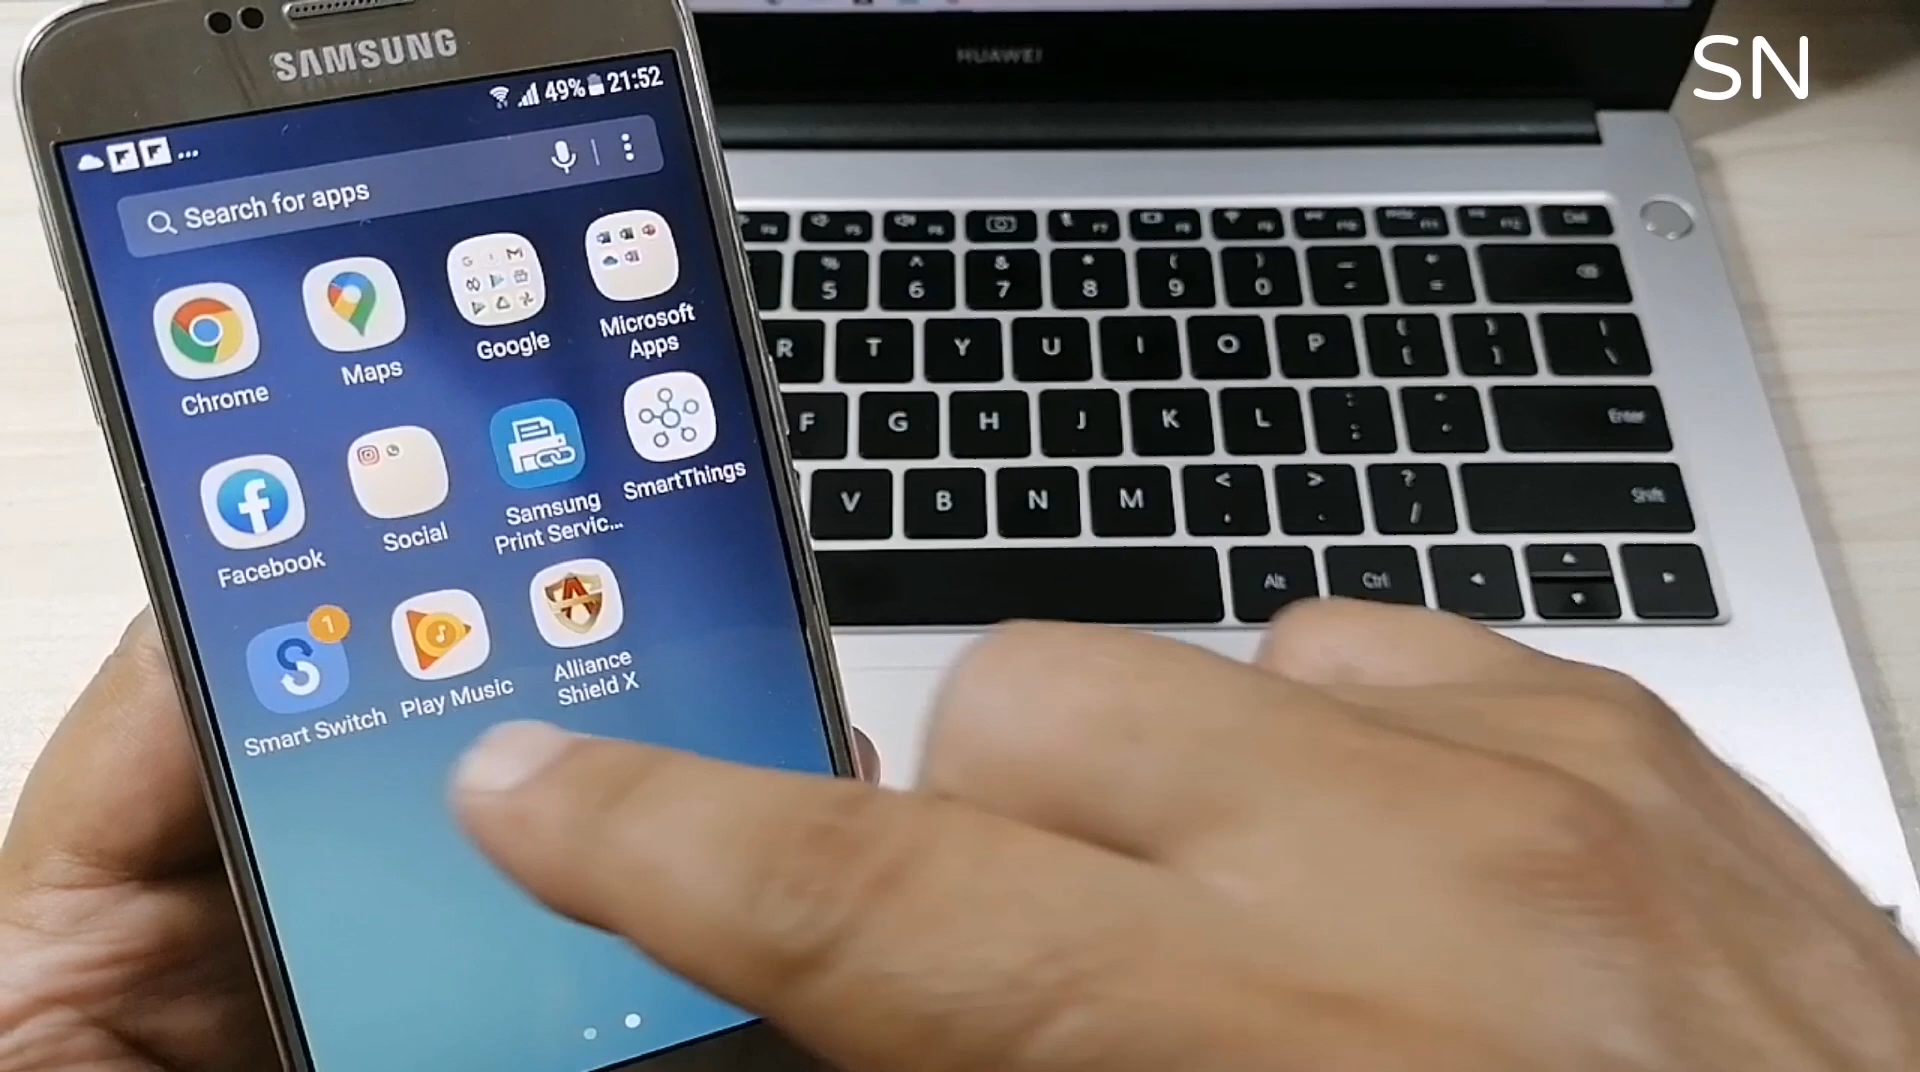 SN
HUAWEI
SAMSUNG
49% 21:52
Search for apps
Chrome
Maps
Google
Microsoft
Apps
Facebook
Social
Samsung
Print Servic...
SmartThings
1
Smart Switch
Play Music
Alliance
Shield X
% ^ & * ( )
5 6 7 8 9 0
R T Y U I O P
F G H J K L Enter
V B N M < > ? / Shift
Alt Ctrl